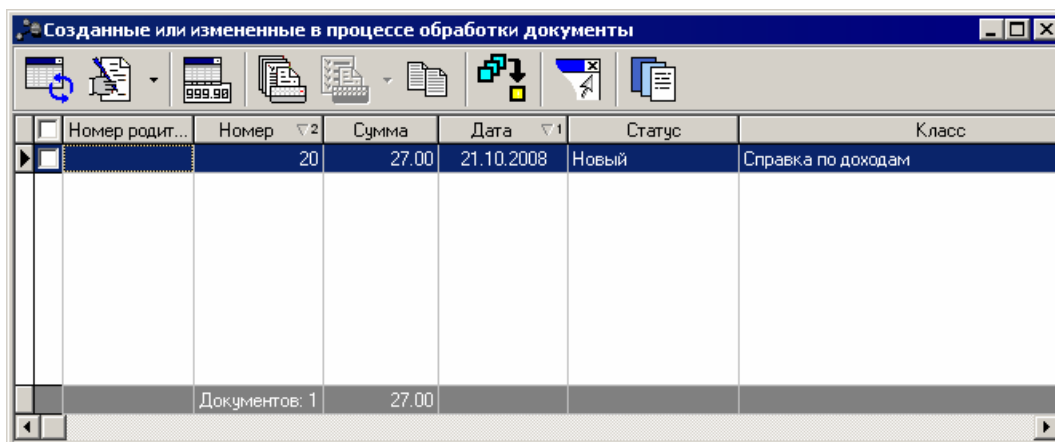 Созданные или измененные в процессе обработки документы
999.90
Номер родит... Номер 2 Сумма Дата 1 Статус Класс
20 27.00 21.10.2008 Новый Справка по доходам
Документов: 1 27.00